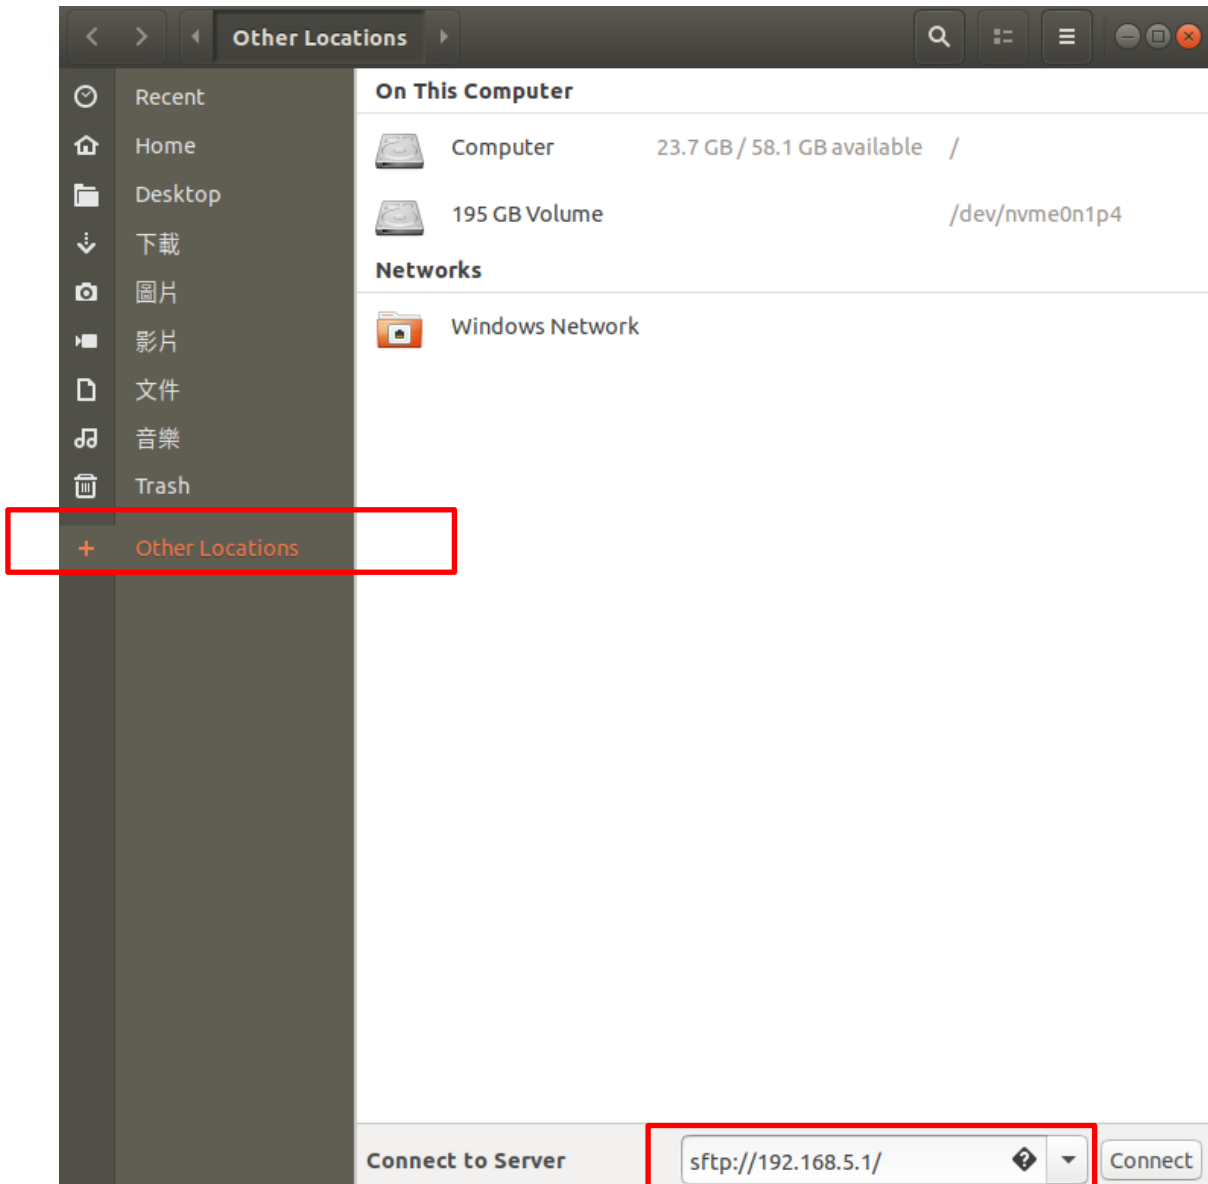 Other Locations
Recent
Home
Desktop
下載
圖片
影片
文件
音樂
Trash
Other Locations
On This Computer
Computer 23.7 GB / 58.1 GB available /
195 GB Volume /dev/nvme0n1p4
Networks
Windows Network
Connect to Server sftp://192.168.5.1/ Connect